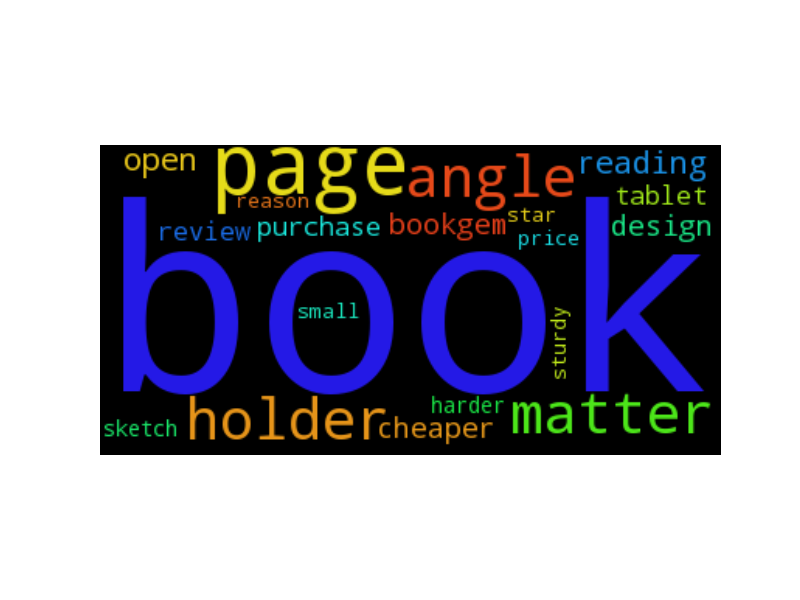 open page angle reading
reason tablet
review purchase bookgem star design
price
book
small
sturdy
holder harder matter
sketch cheaper